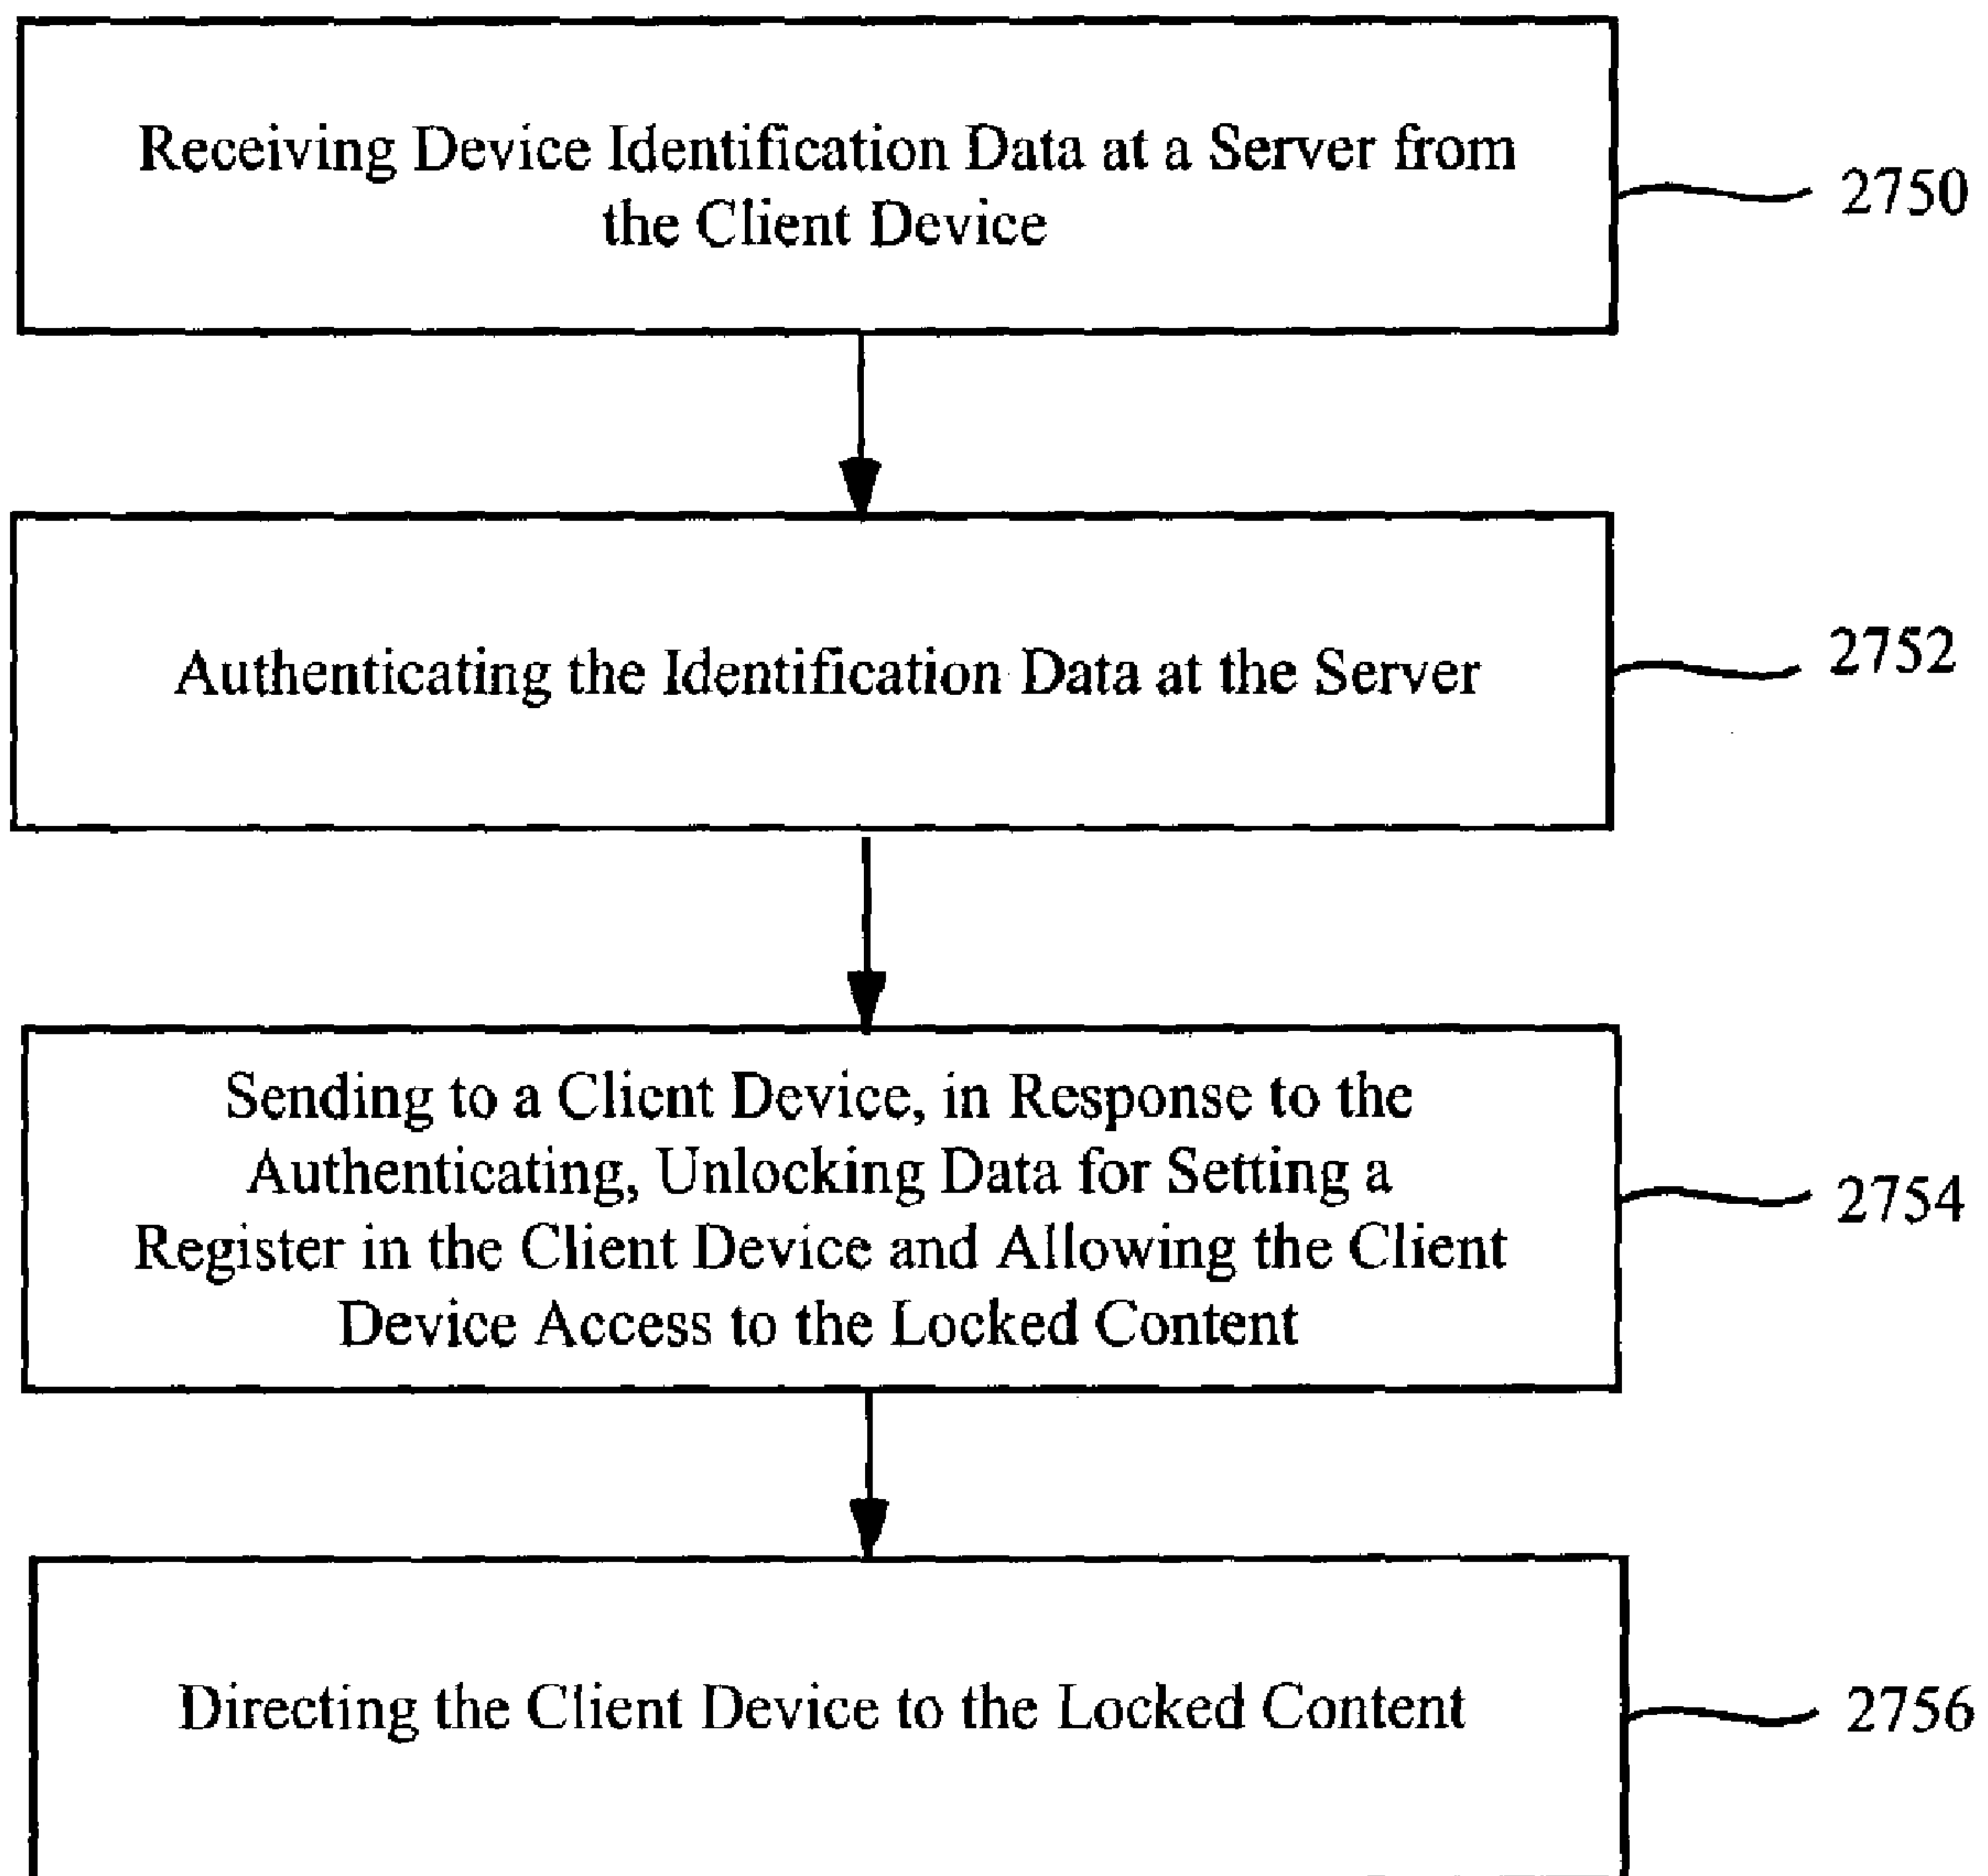 Receiving Device Identification Data at a Server from
the Client Device
2750
Authenticating the Identification Data at the Server
2752
Sending to a Client Device, in Response to the
Authenticating, Unlocking Data for Setting a
Register in the Client Device and Allowing the Client
Device Access to the Locked Content
2754
Directing the Client Device to the Locked Content
2756